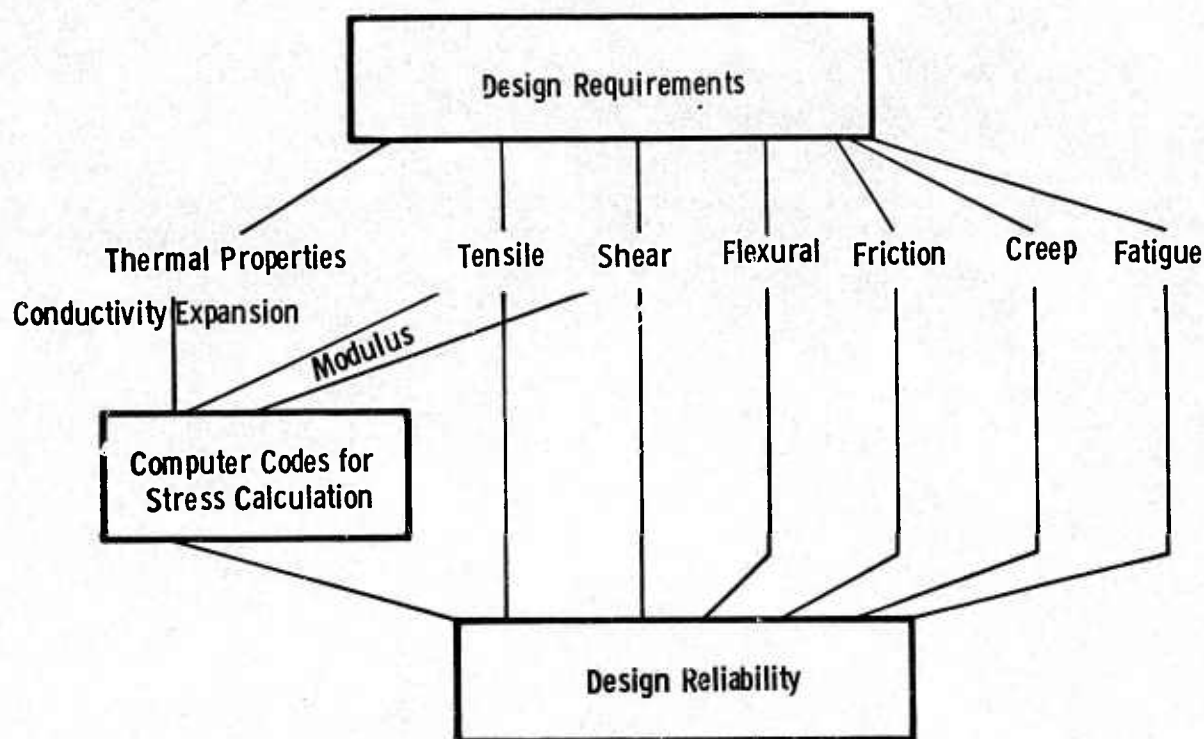 Design Requirements
Thermal Properties
Tensile
Shear
Flexural
Friction
Creep
Fatigue
Conductivity
Expansion
Modulus
Computer Codes for
Stress Calculation
Design Reliability